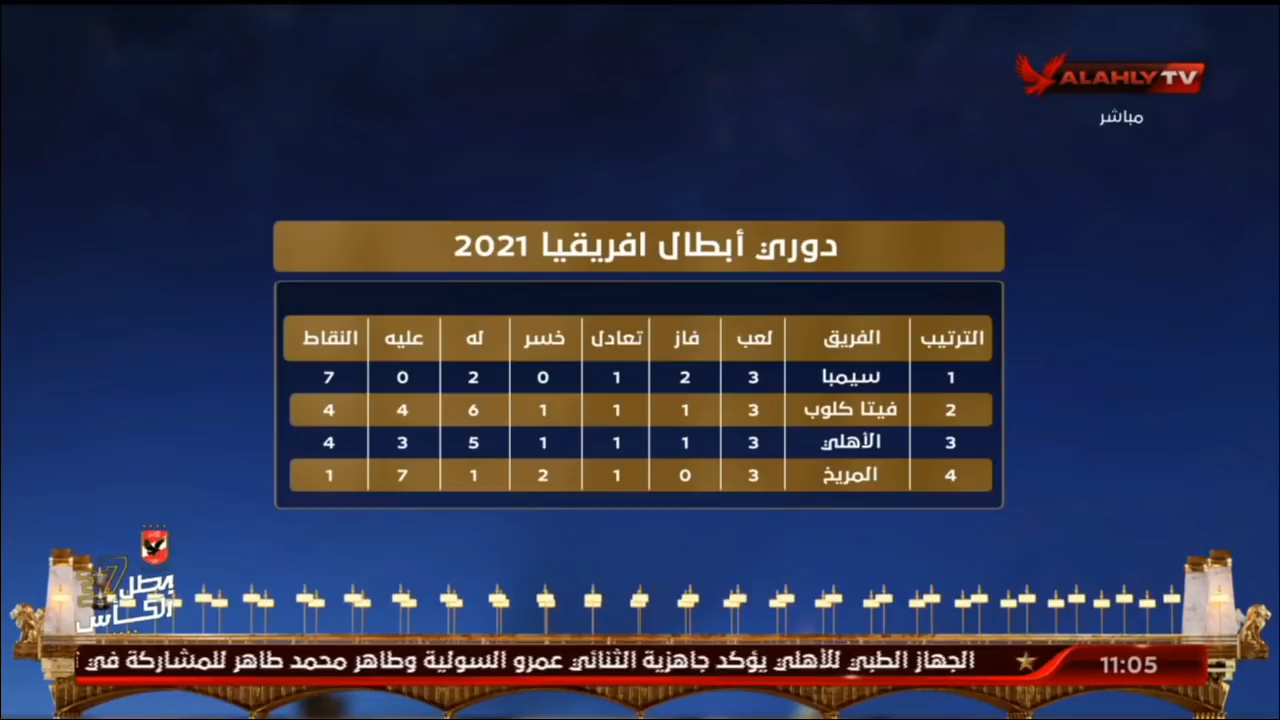 ALAHLY TV
مباشر
دوري أبطال افريقيا 2021
الترتيب الفريق لعب فاز تعادل خسر له عليه النقاط
1 سيمبا 3 2 1 0 2 0 7
2 فيتا كلوب 3 1 1 1 6 4 4
3 الأهلي 3 1 1 1 5 3 4
4 المريخ 3 0 1 2 1 7 1
37 بطل
الكأس
11:05 الجهاز الطبي للأهلي يؤكد جاهزية الثنائي عمرو السولية وطاهر محمد طاهر للمشاركة في